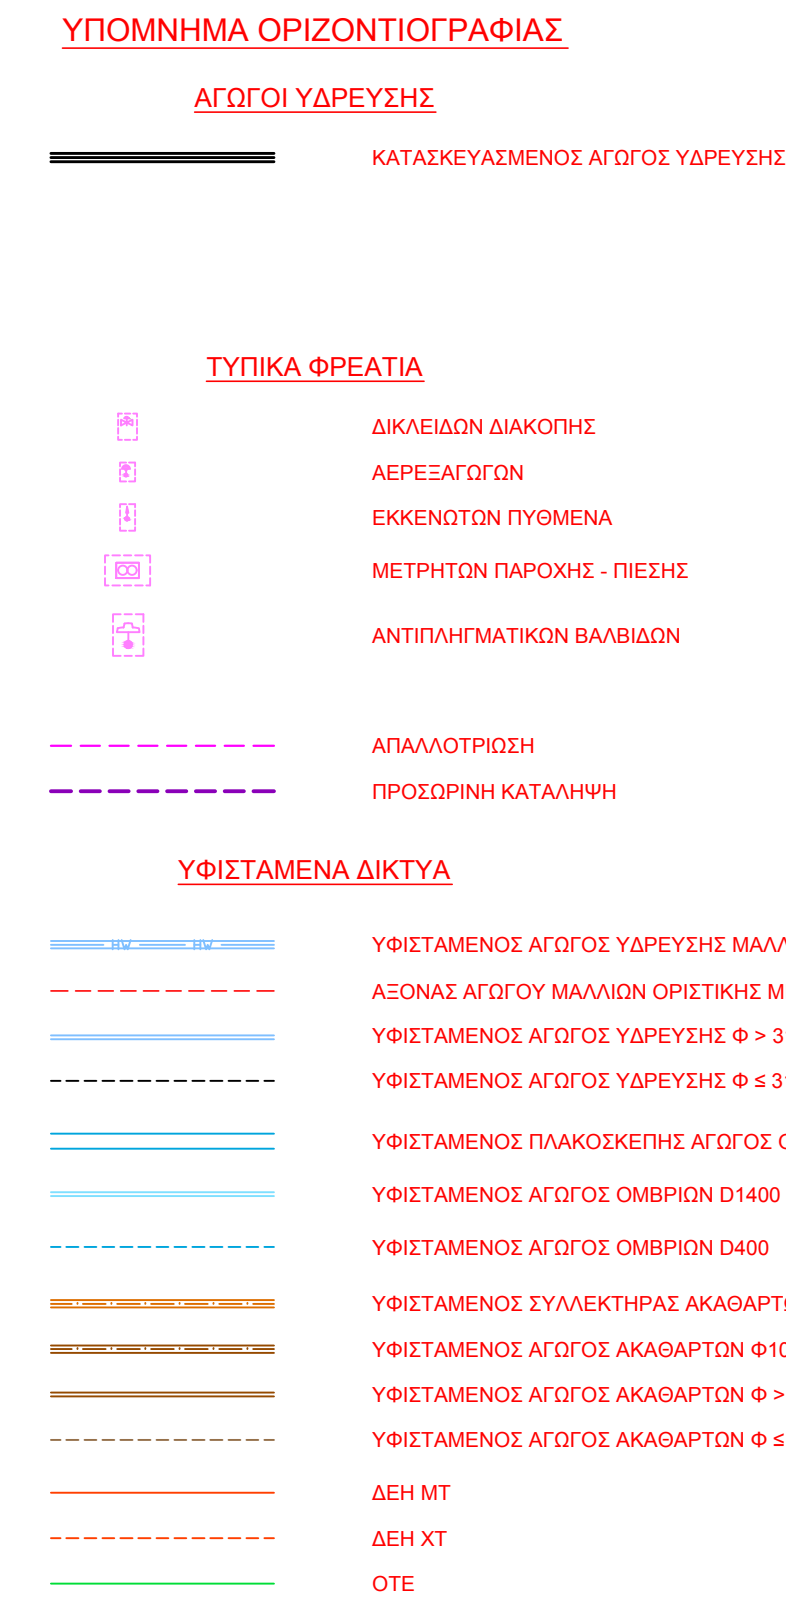 ΥΠΟΜΝΗΜΑ ΟΡΙΖΟΝΤΙΟΓΡΑΦΙΑΣ
ΑΓΩΓΟΙ ΥΔΡΕΥΣΗΣ
ΚΑΤΑΣΚΕΥΑΣΜΕΝΟΣ ΑΓΩΓΟΣ ΥΔΡΕΥΣΗΣ
ΤΥΠΙΚΑ ΦΡΕΑΤΙΑ
ΔΙΚΛΕΙΔΩΝ ΔΙΑΚΟΠΗΣ
ΑΕΡΕΞΑΓΩΓΩΝ
ΕΚΚΕΝΩΤΩΝ ΠΥΘΜΕΝΑ
ΜΕΤΡΗΤΩΝ ΠΑΡΟΧΗΣ - ΠΙΕΣΗΣ
ΑΝΤΙΠΛΗΓΜΑΤΙΚΩΝ ΒΑΛΒΙΔΩΝ
ΑΠΑΛΛΟΤΡΙΩΣΗ
ΠΡΟΣΩΡΙΝΗ ΚΑΤΑΛΗΨΗ
ΥΦΙΣΤΑΜΕΝΑ ΔΙΚΤΥΑ
HW HW ΥΦΙΣΤΑΜΕΝΟΣ ΑΓΩΓΟΣ ΥΔΡΕΥΣΗΣ
ΑΞΟΝΑΣ ΑΓΩΓΟΥ ΜΑΛΛΙΩΝ ΟΡΙΣΤΙΚΗΣ
ΥΦΙΣΤΑΜΕΝΟΣ ΑΓΩΓΟΣ ΥΔΡΕΥΣΗΣ Φ >
ΥΦΙΣΤΑΜΕΝΟΣ ΑΓΩΓΟΣ ΥΔΡΕΥΣΗΣ Φ ≤
ΥΦΙΣΤΑΜΕΝΟΣ ΠΛΑΚΟΣΚΕΠΗΣ ΑΓΩΓΟΣ
ΥΦΙΣΤΑΜΕΝΟΣ ΑΓΩΓΟΣ ΟΜΒΡΙΩΝ D1400
ΥΦΙΣΤΑΜΕΝΟΣ ΑΓΩΓΟΣ ΟΜΒΡΙΩΝ D400
ΥΦΙΣΤΑΜΕΝΟΣ ΣΥΛΛΕΚΤΗΡΑΣ
ΥΦΙΣΤΑΜΕΝΟΣ ΑΓΩΓΟΣ ΑΚΑΘΑΡΤΩΝ
ΥΦΙΣΤΑΜΕΝΟΣ ΑΓΩΓΟΣ ΑΚΑΘΑΡΤΩΝ Φ >
ΥΦΙΣΤΑΜΕΝΟΣ ΑΓΩΓΟΣ ΑΚΑΘΑΡΤΩΝ Φ ≤
ΔΕΗ ΜΤ
ΔΕΗ ΧΤ
ΟΤΕ